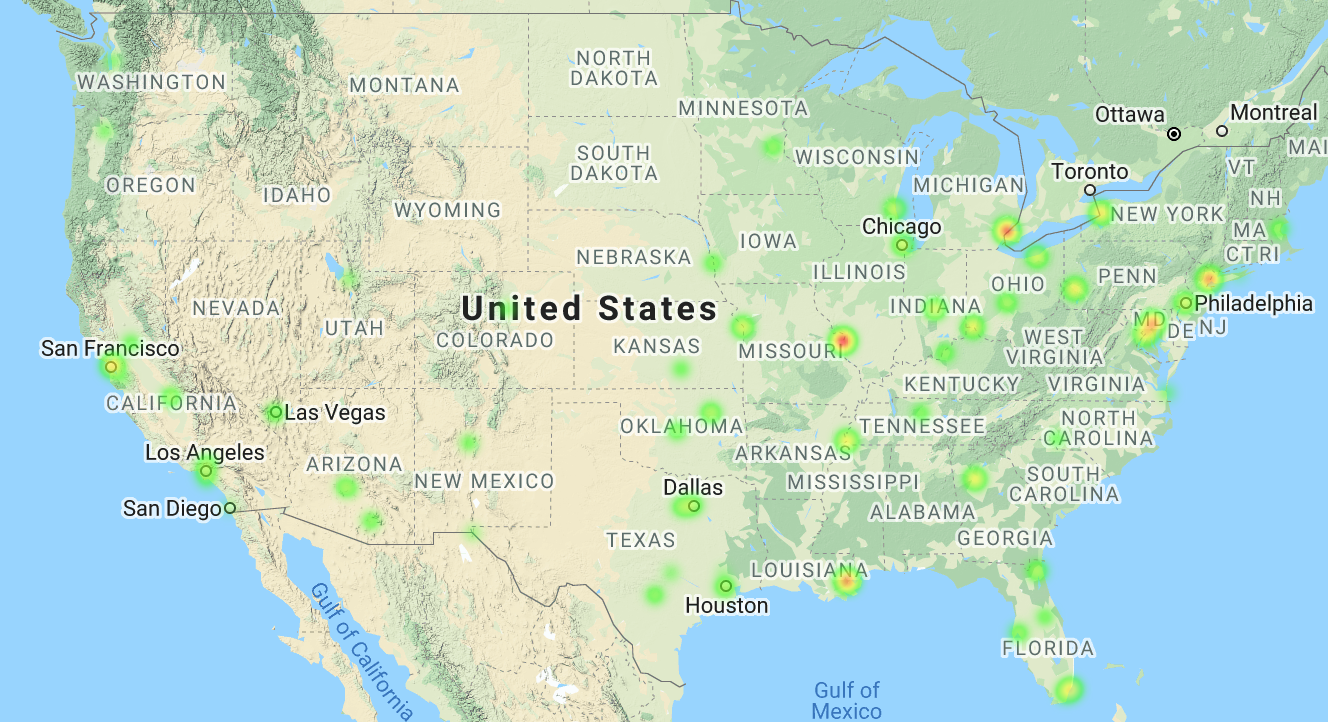 WASHINGTON
MONTANA
NORTH
DAKOTA
MINNESOTA
Ottawa
Montreal
MAI
OREGON
IDAHO
WYOMING
SOUTH
DAKOTA
WISCONSIN
MICHIGAN
Toronto
VT
NH
NEW YORK
MA
CT RI
Chicago
IOWA
NEBRASKA
ILLINOIS
INDIANA
OHIO
PENN
Philadelphia
MD
DE
NJ
NEVADA
UTAH
United States
COLORADO
KANSAS
MISSOURI
WEST
VIRGINIA
KENTUCKY
VIRGINIA
San Francisco
CALIFORNIA
Las Vegas
Los Angeles
ARIZONA
NEW MEXICO
San Diego
OKLAHOMA
ARKANSAS
TENNESSEE
NORTH
CAROLINA
Dallas
MISSISSIPPI
SOUTH
CAROLINA
ALABAMA
GEORGIA
TEXAS
LOUISIANA
Houston
FLORIDA
Gulf of California
Gulf of
Mexico